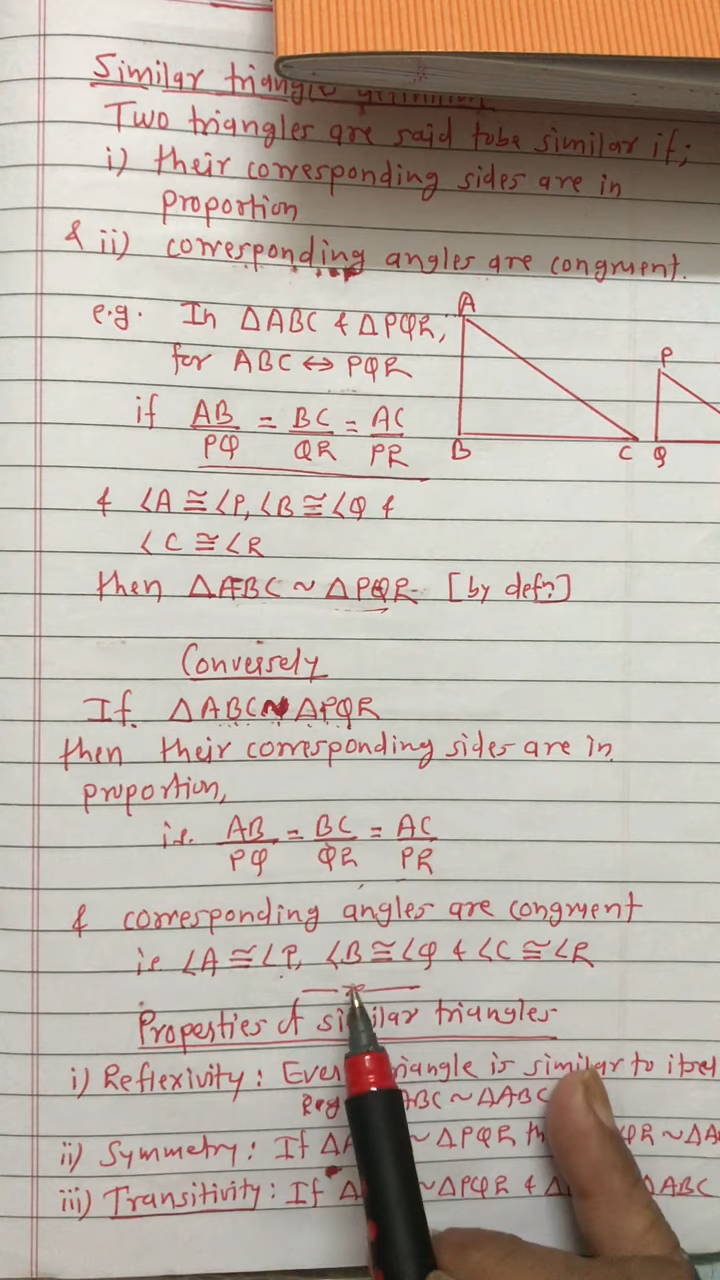 Similar triangle
Two triangles are said to be similar if;
i) their corresponding sides are in
proportion
& ii) corresponding angles are congruent.
e.g. In ΔABC & ΔPQR,
for ABC ↔ PQR
if AB/PQ = BC/QR = AC/PR
A
B
C
P
Q
& ∠A ≅ ∠P, ∠B ≅ ∠Q &
∠C ≅ ∠R
then ΔABC ~ ΔPQR [by defn]
Conversely
If ΔABC ~ ΔPQR
then their corresponding sides are in
proportion,
i.e. AB/PQ = BC/QR = AC/PR
& corresponding angles are congruent
i.e. ∠A ≅ ∠P, ∠B ≅ ∠Q & ∠C ≅ ∠R
Properties of similar triangles
i) Reflexivity: Every triangle is similar to
ABC ~ ΔABC
ii) Symmetry: If ~ ΔPQR QR ~
iii) Transitivity: If ~ ΔPQR & ABC